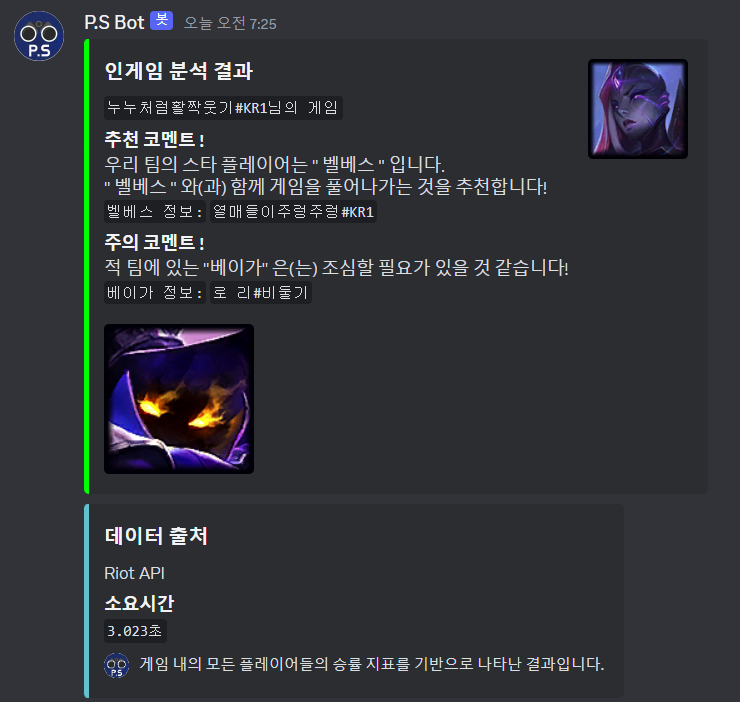 P.S Bot 봇 오늘 오전 7:25
P.S
인게임 분석 결과
누누처럼활짝웃기#KR1님의 게임
추천 코멘트 !
우리 팀의 스타 플레이어는 " 벨베스 " 입니다.
" 벨베스 " 와(과) 함께 게임을 풀어나가는 것을 추천합니다!
벨베스 정보: 열매들이주렁주렁#KR1
주의 코멘트 !
적 팀에 있는 "베이가" 은(는) 조심할 필요가 있을 것 같습니다!
베이가 정보: 로 리#비둘기
데이터 출처
Riot API
소요시간
3.023초
P.S
게임 내의 모든 플레이어들의 승률 지표를 기반으로 나타난 결과입니다.